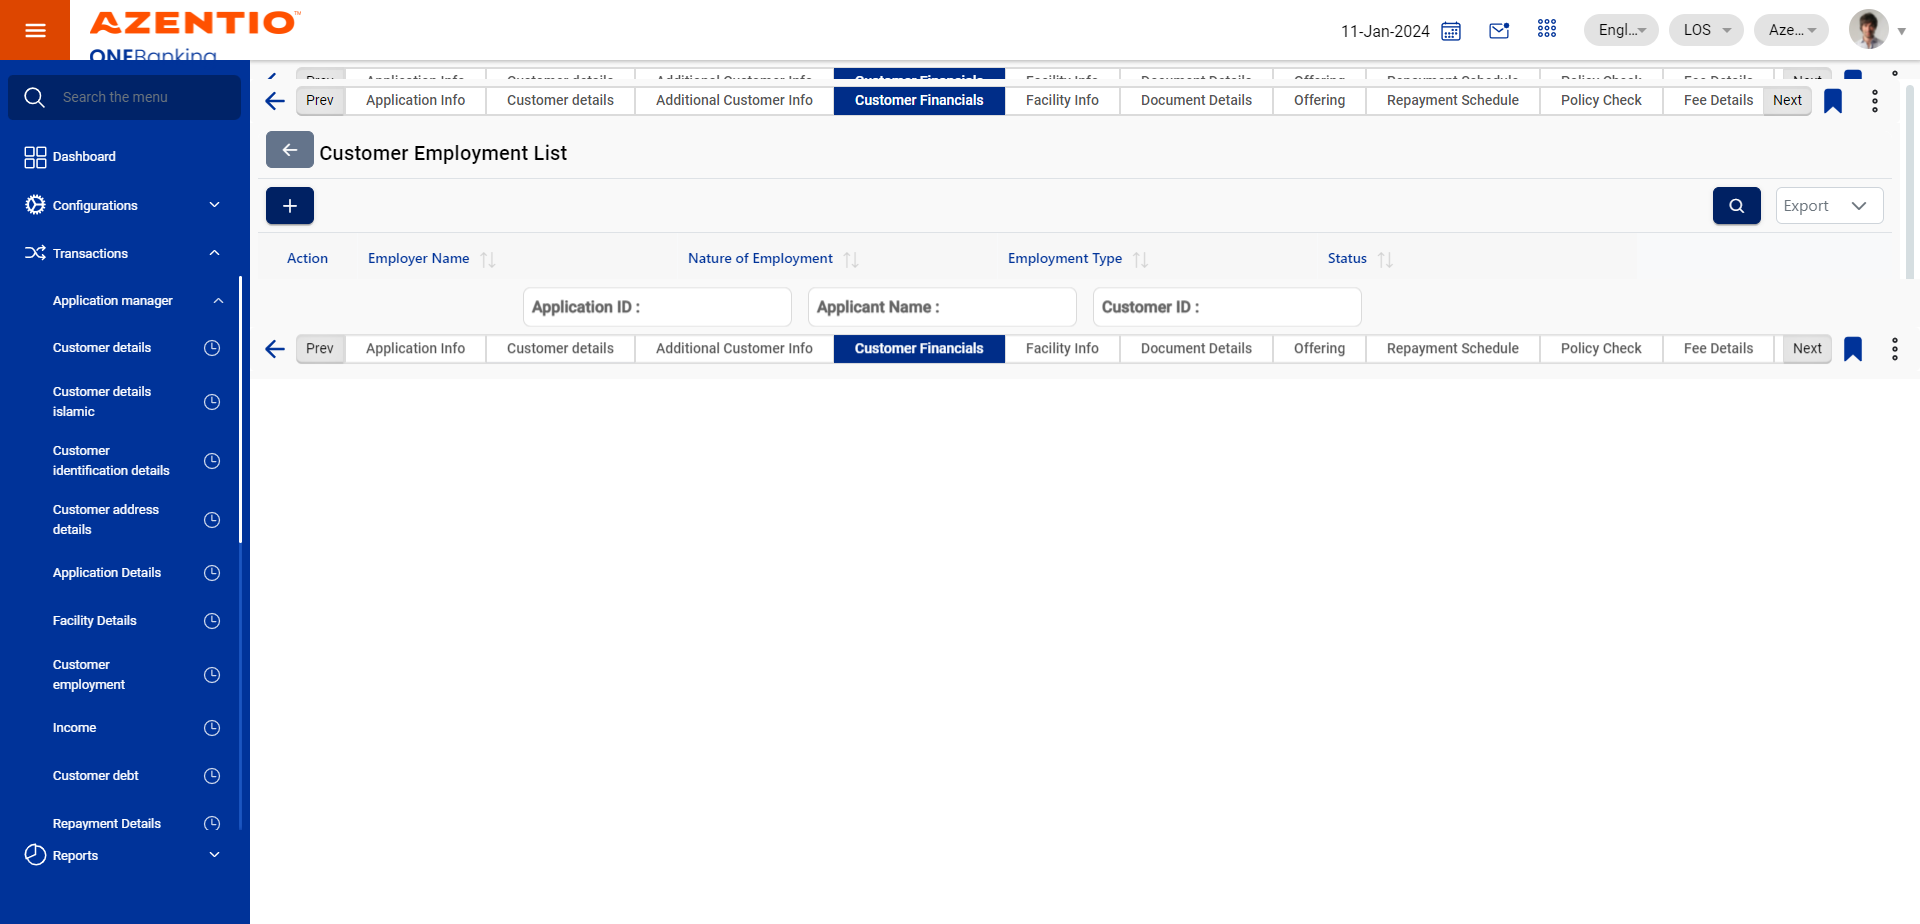 AZENTIO™
ONEBanking
11-Jan-2024
Engl...
LOS
Aze...
Search the menu
Dashboard
Configurations
Transactions
Application manager
Customer details
Customer details
islamic
Customer
identification details
Customer address
details
Application Details
Facility Details
Customer
employment
Income
Customer debt
Repayment Details
Reports
Prev Application Info Customer details Additional Customer Info Customer Financials Facility Info Document Details Offering Repayment Schedule Policy Check Fee Details Next
Prev Application Info Customer details Additional Customer Info Customer Financials Facility Info Document Details Offering Repayment Schedule Policy Check Fee Details Next
Customer Employment List
Export
Action Employer Name Nature of Employment Employment Type Status
Application ID : Applicant Name : Customer ID :
Prev Application Info Customer details Additional Customer Info Customer Financials Facility Info Document Details Offering Repayment Schedule Policy Check Fee Details Next